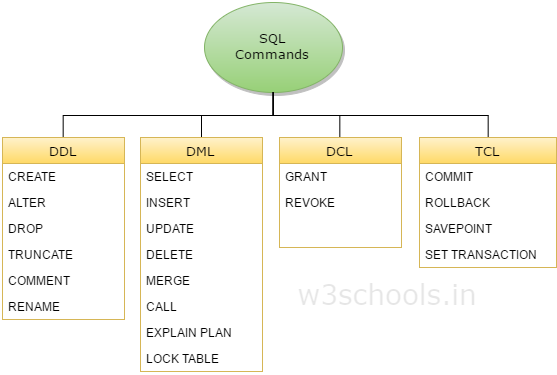 SQL
Commands
DDL
CREATE
ALTER
DROP
TRUNCATE
COMMENT
RENAME
DML
SELECT
INSERT
UPDATE
DELETE
MERGE
CALL
EXPLAIN PLAN
LOCK TABLE
DCL
GRANT
REVOKE
TCL
COMMIT
ROLLBACK
SAVEPOINT
SET TRANSACTION
w3schools.in